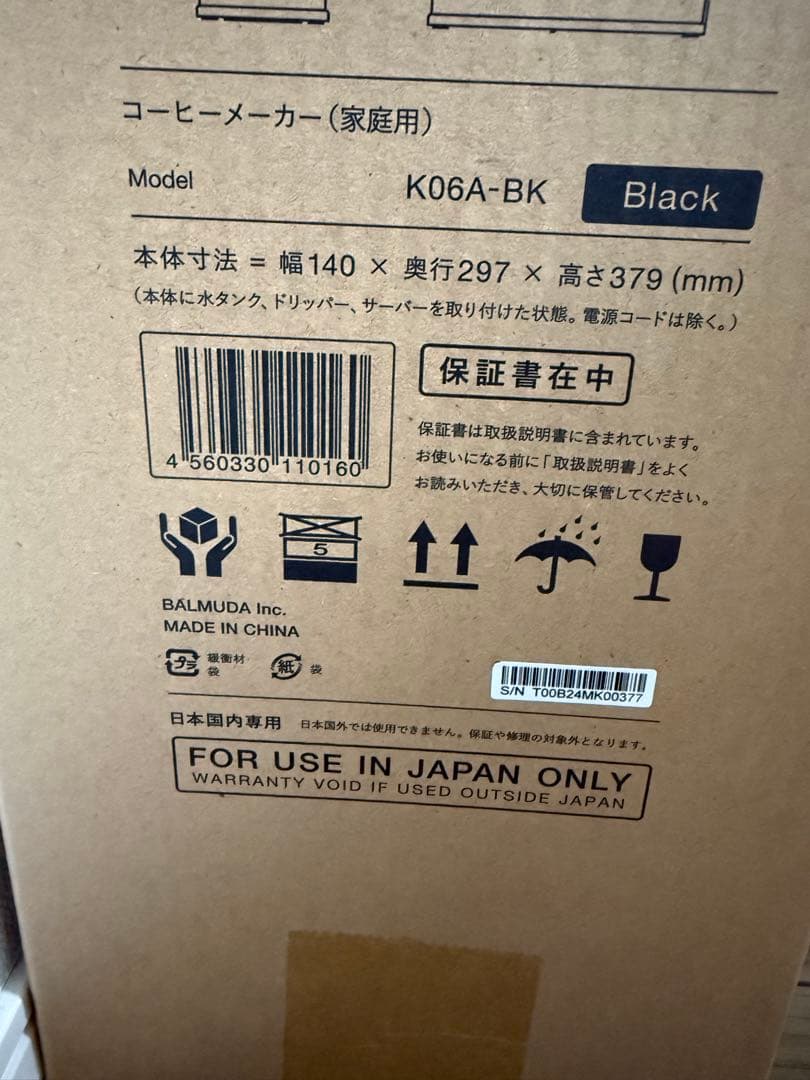 コーヒーメーカー（家庭用）
Model K06A-BK Black
本体寸法 = 幅140 × 奥行297 × 高さ379 (mm)
（本体に水タンク、ドリッパー、サーバーを取り付けた状態。電源コードは除く。）
4 560330 110160
保証書在中
保証書は取扱説明書に含まれています。
お使いになる前に「取扱説明書」をよく
お読みいただき、大切に保管してください。
5
BALMUDA Inc.
MADE IN CHINA
プラ 緩衝材
袋
紙 袋
S/N T00B24MK00377
日本国内専用 日本国外では使用できません。保証や修理の対象外となります。
FOR USE IN JAPAN ONLY
WARRANTY VOID IF USED OUTSIDE JAPAN